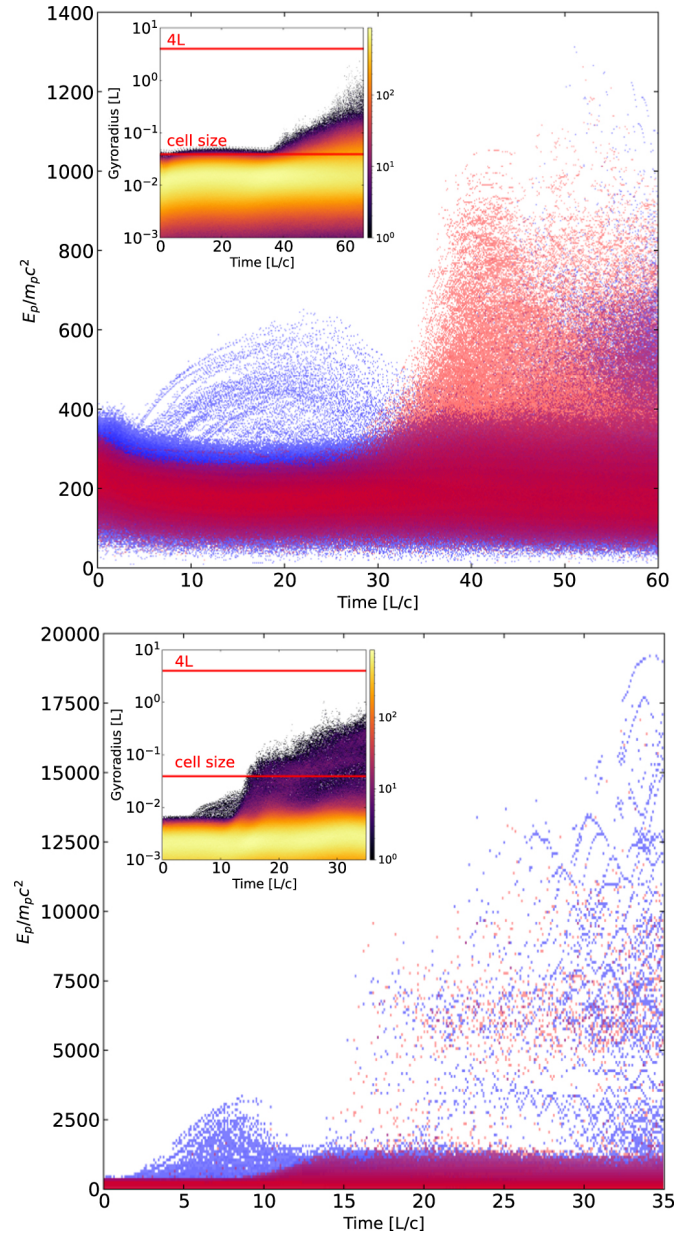 1400
1200
1000
800
600
400
200
0
E_p/m_pc^2
0 10 20 30 40 50 60
Time [L/c]
10^1
10^0
10^{-1}
10^{-2}
10^{-3}
Gyroradius [L]
4L
cell size
0 20 40 60
Time [L/c]
10^2
10^1
10^0
20000
17500
15000
12500
10000
7500
5000
2500
0
E_p/m_pc^2
0 5 10 15 20 25 30 35
Time [L/c]
10^1
10^0
10^{-1}
10^{-2}
10^{-3}
Gyroradius [L]
4L
cell size
0 10 20 30
Time [L/c]
10^2
10^1
10^0